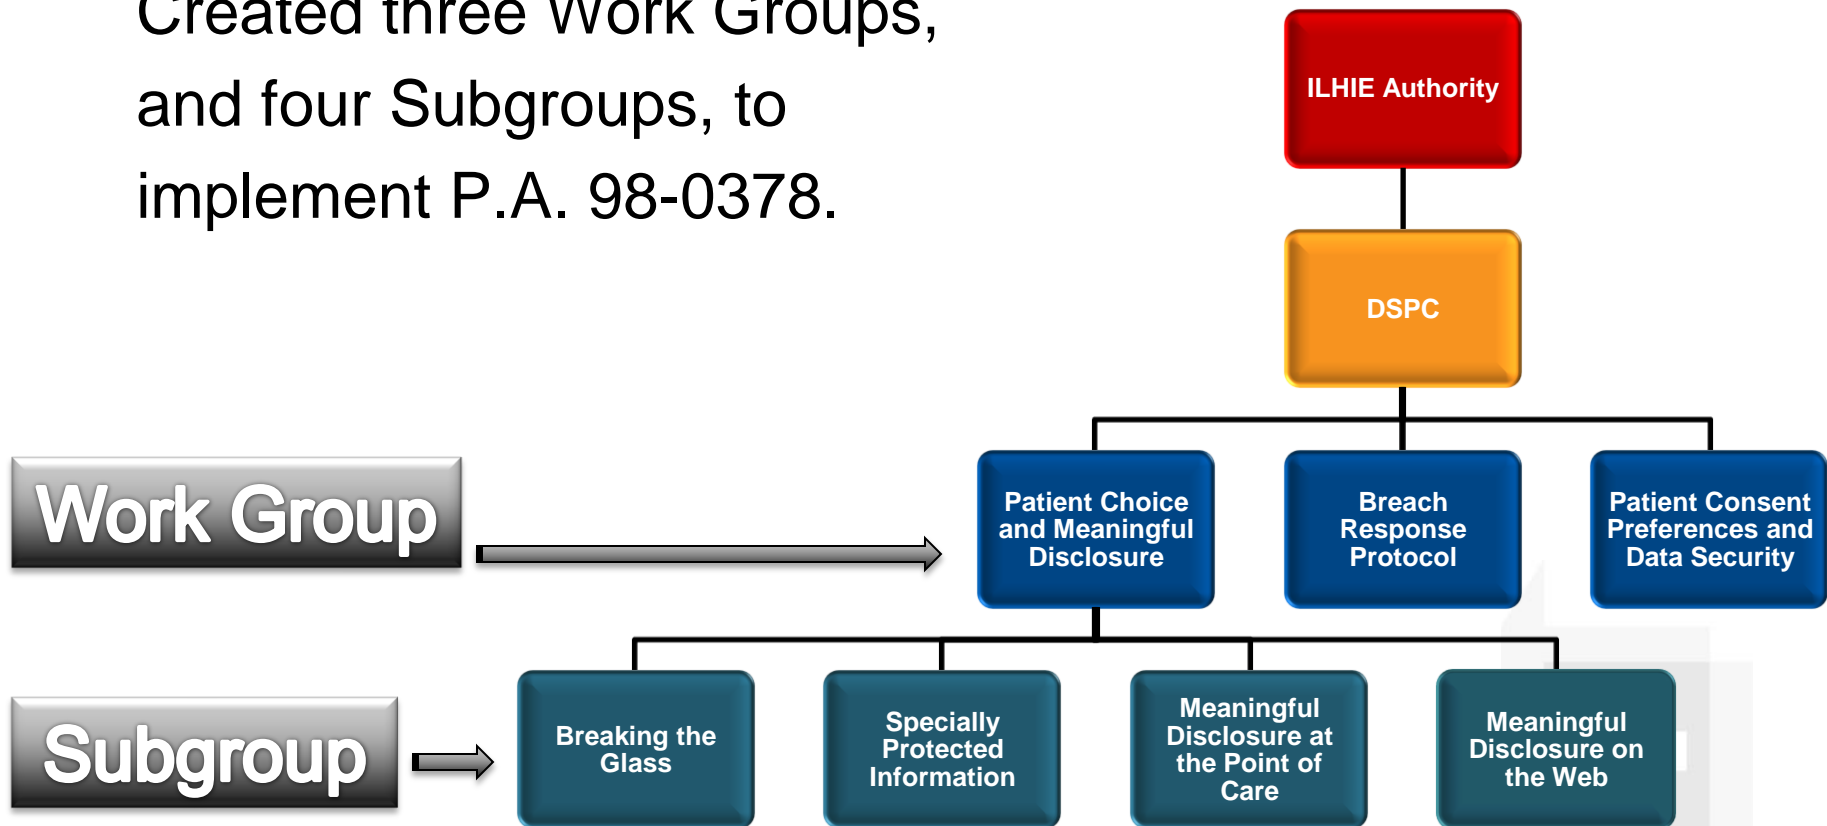 Created three Work Groups,
and four Subgroups, to
implement P.A. 98-0378.
ILHIE Authority
DSPC
Work Group
Patient Choice
and Meaningful
Disclosure
Breach
Response
Protocol
Patient Consent
Preferences and
Data Security
Subgroup
Breaking the
Glass
Specially
Protected
Information
Meaningful
Disclosure at
the Point of
Care
Meaningful
Disclosure on
the Web